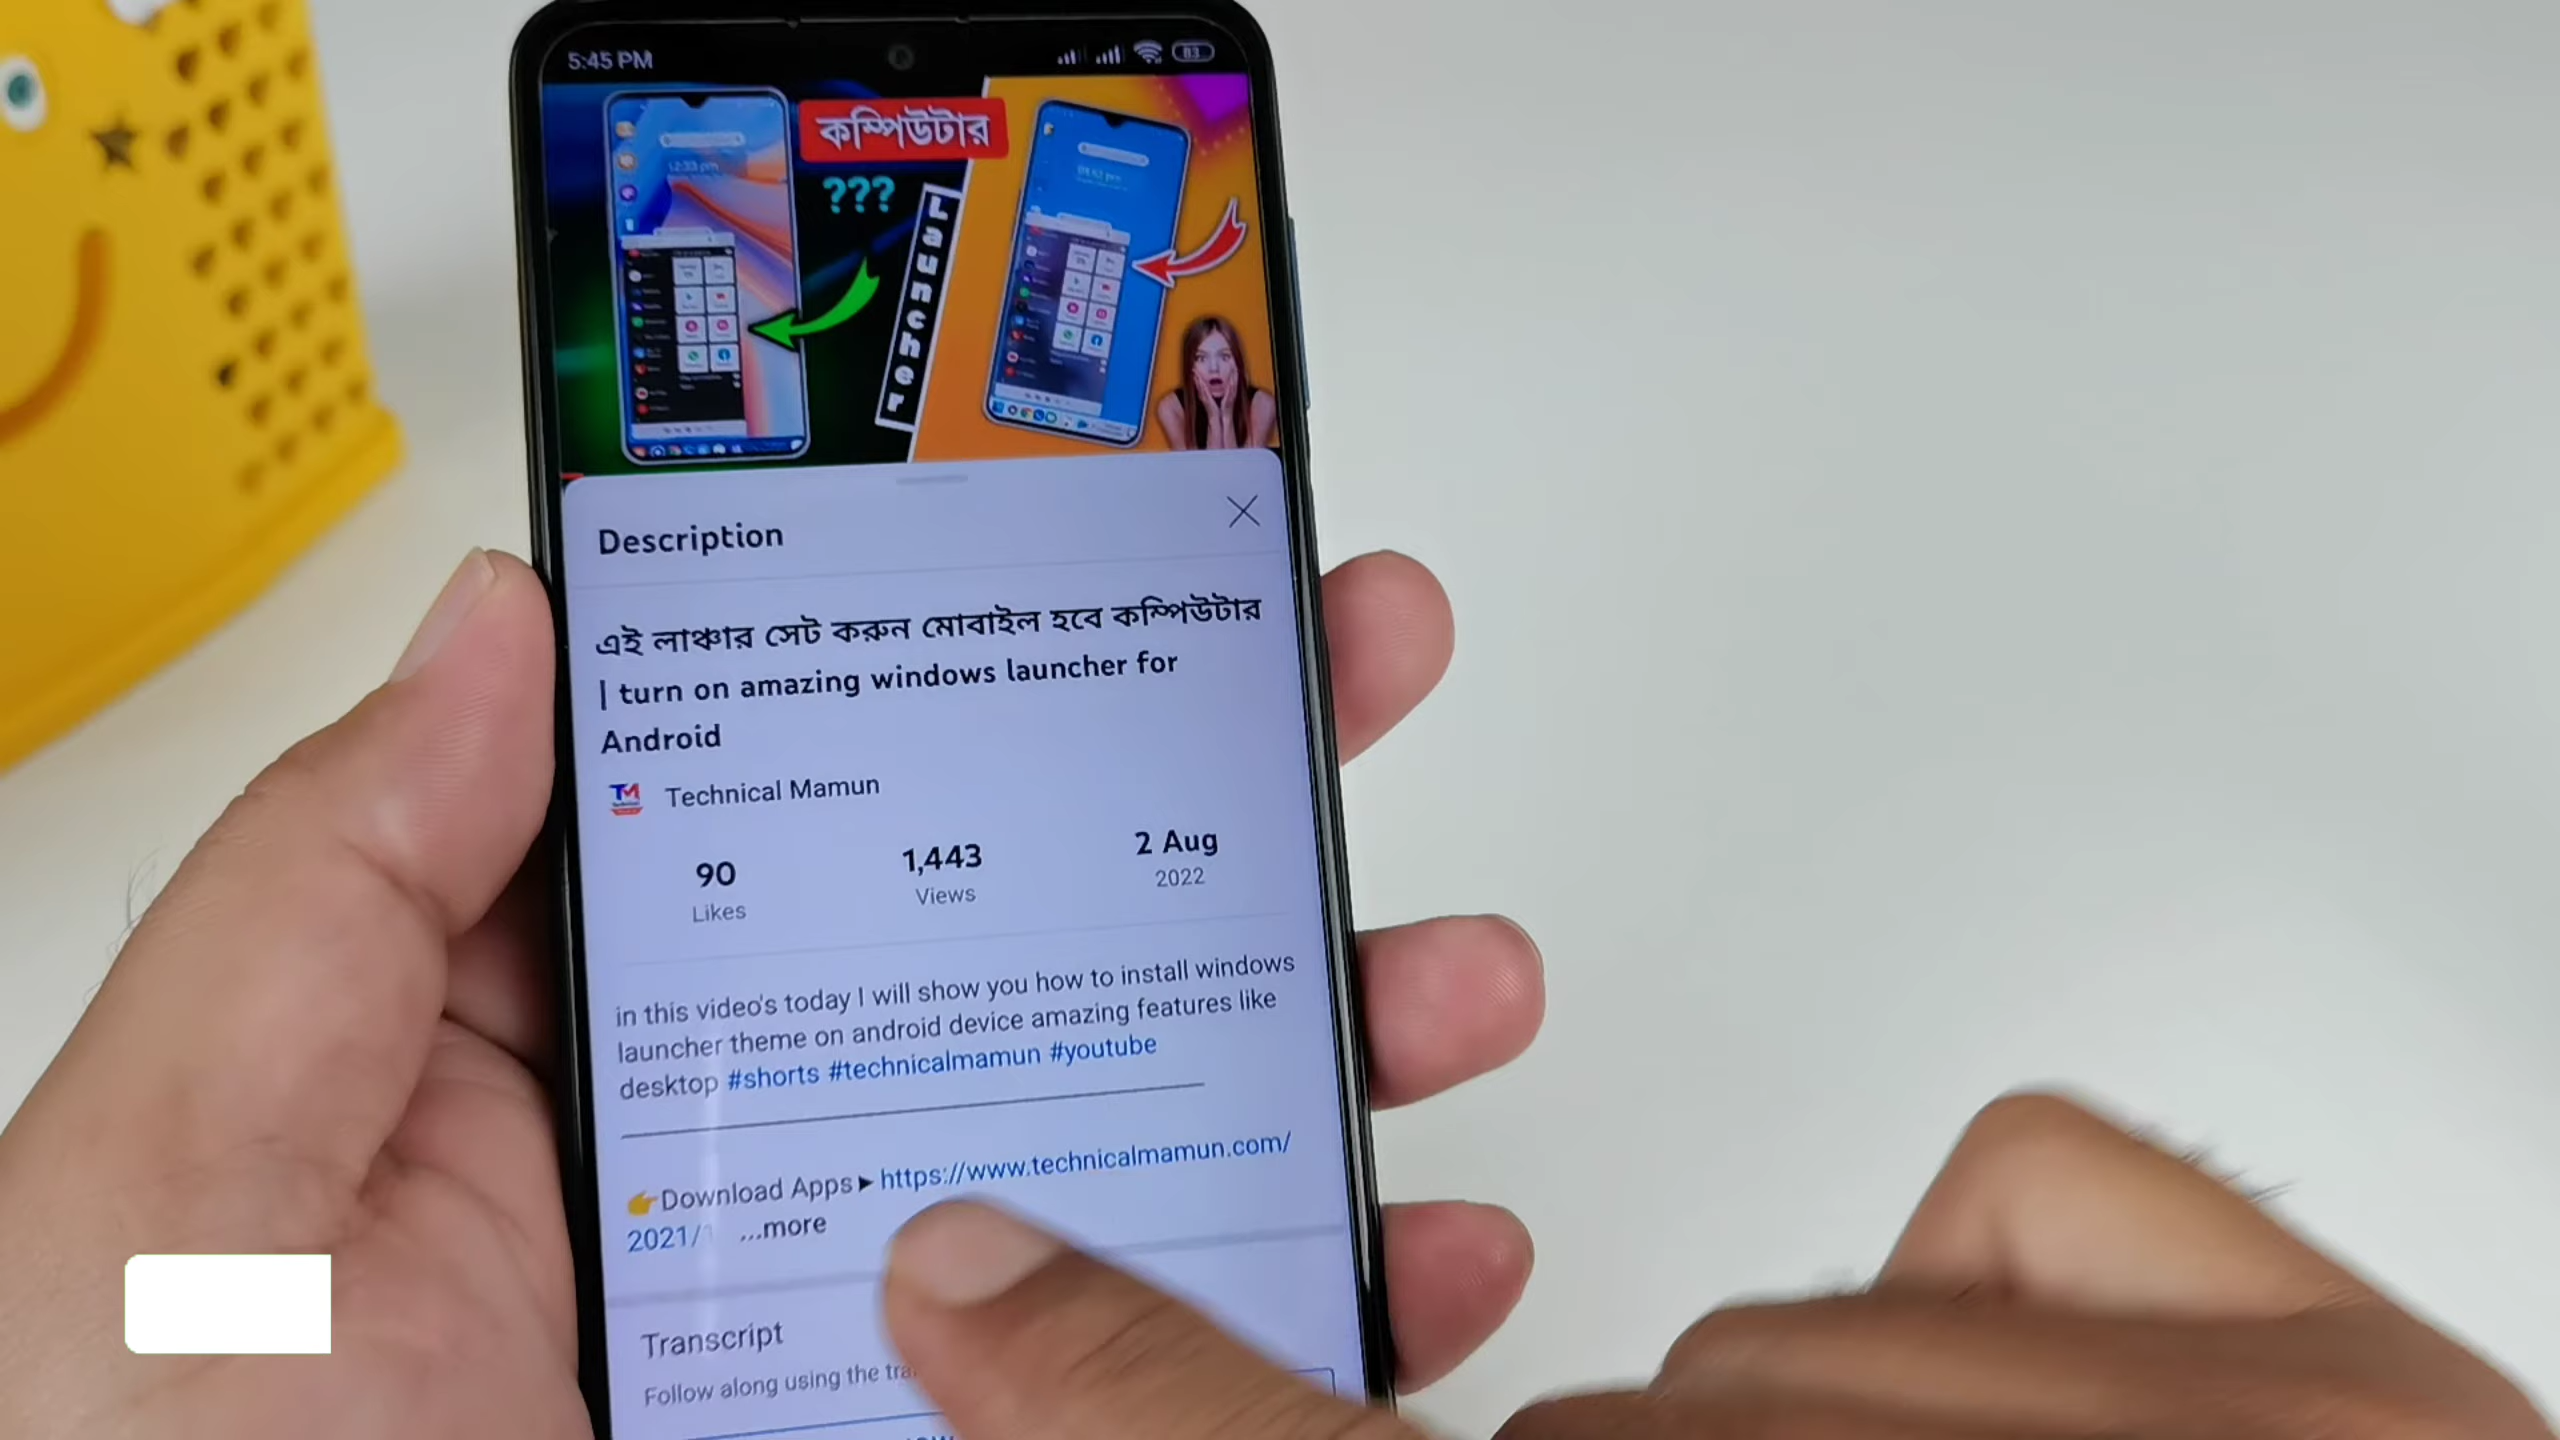 5:45 PM
83
কম্পিউটার
???
Launcher
Description
এই লাঞ্চার সেট করুন মোবাইল হবে কম্পিউটার
| turn on amazing windows launcher for
Android
TM
Technical Mamun
90
Likes
1,443
Views
2 Aug
2022
in this video's today I will show you how to install windows
launcher theme on android device amazing features like
desktop #shorts #technicalmamun #youtube
👉Download Apps►https://www.technicalmamun.com/
2021/ ...more
Transcript
Follow along using the